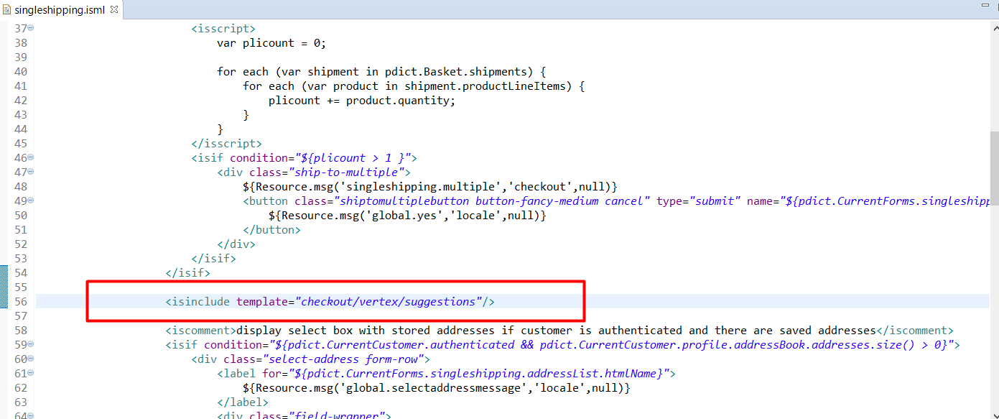 singleshipping.isml
37 <isscript>
38 var plicount = 0;
39
40 for each (var shipment in pdict.Basket.shipments) {
41 for each (var product in shipment.productLineItems) {
42 plicount += product.quantity;
43 }
44 }
45 </isscript>
46 <isif condition="${plicount > 1 }">
47 <div class="ship-to-multiple">
48 ${Resource.msg('singleshipping.multiple','checkout',null)}
49 <button class="shiptomultiplebutton button-fancy-medium cancel" type="submit" name="${pdict.CurrentForms.singleshipp
50 ${Resource.msg('global.yes','locale',null)}
51 </button>
52 </div>
53 </isif>
54 </isif>
55
56 <isinclude template="checkout/vertex/suggestions"/>
57
58 <iscomment>display select box with stored addresses if customer is authenticated and there are saved addresses</iscomment>
59 <isif condition="${pdict.CurrentCustomer.authenticated && pdict.CurrentCustomer.profile.addressBook.addresses.size() > 0}">
60 <div class="select-address form-row">
61 <label for="${pdict.CurrentForms.singleshipping.addressList.htmlName}">
62 ${Resource.msg('global.selectaddressmessage','locale',null)}
63 </label>
64 <div class="field-wrapper">